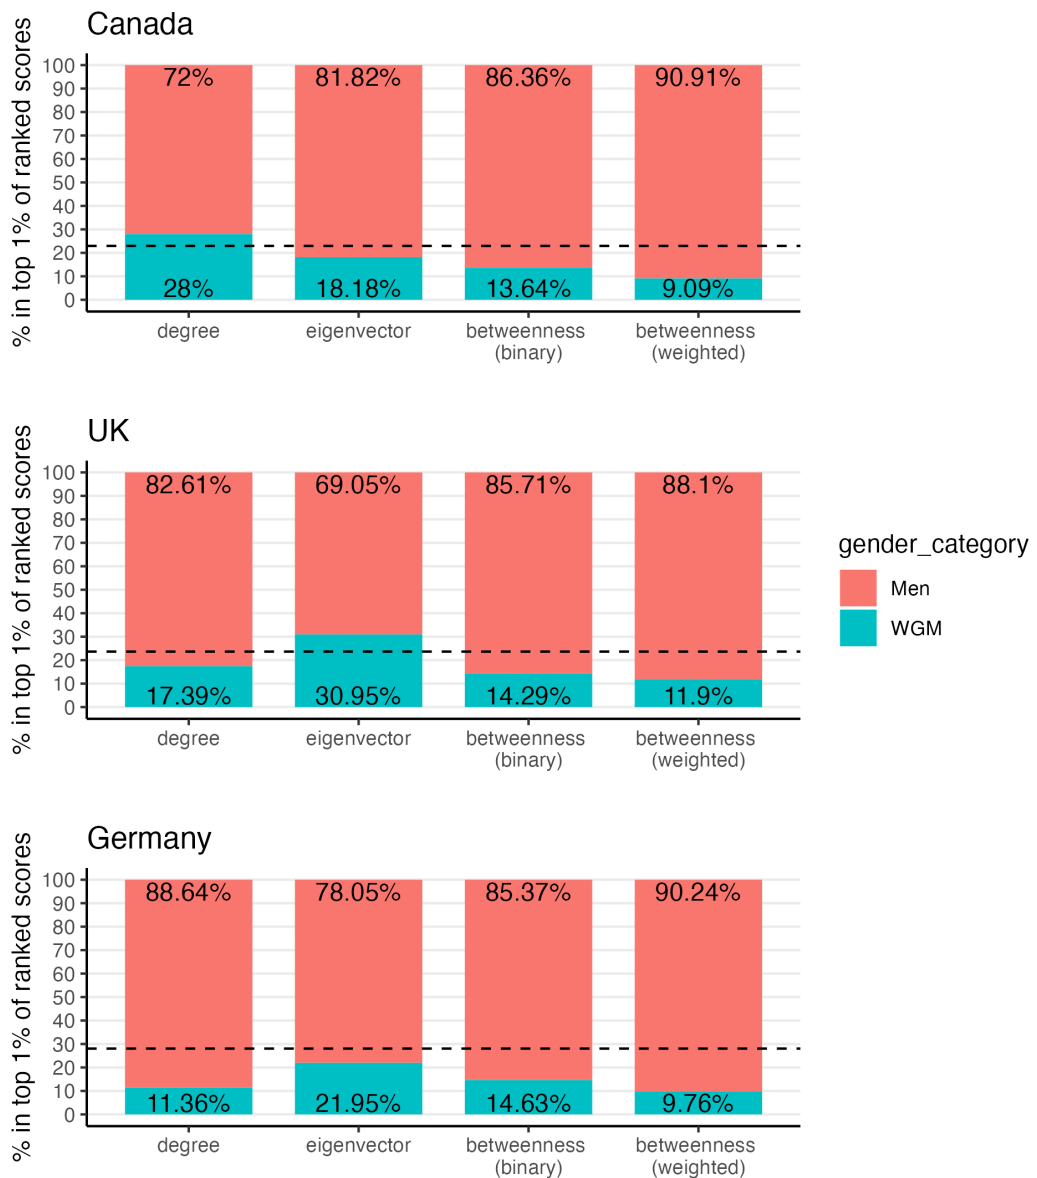 Canada
% in top 1% of ranked scores
100
90
80
70
60
50
40
30
20
10
0
72% 81.82% 86.36% 90.91%
28% 18.18% 13.64% 9.09%
degree eigenvector betweenness (binary) betweenness (weighted)
UK
% in top 1% of ranked scores
100
90
80
70
60
50
40
30
20
10
0
82.61% 69.05% 85.71% 88.1%
17.39% 30.95% 14.29% 11.9%
degree eigenvector betweenness (binary) betweenness (weighted)
gender_category
Men
WGM
Germany
% in top 1% of ranked scores
100
90
80
70
60
50
40
30
20
10
0
88.64% 78.05% 85.37% 90.24%
11.36% 21.95% 14.63% 9.76%
degree eigenvector betweenness (binary) betweenness (weighted)